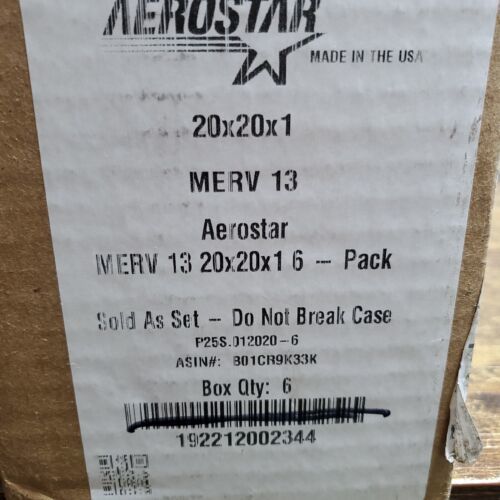 AEROSTAR
MADE IN THE USA
20x20x1
MERV 13
Aerostar
MERV 13 20x20x1 6 - Pack
Sold As Set - Do Not Break Case
P25S.012020-6
ASIN#: B01CR9K33K
Box Qty: 6
192212002344